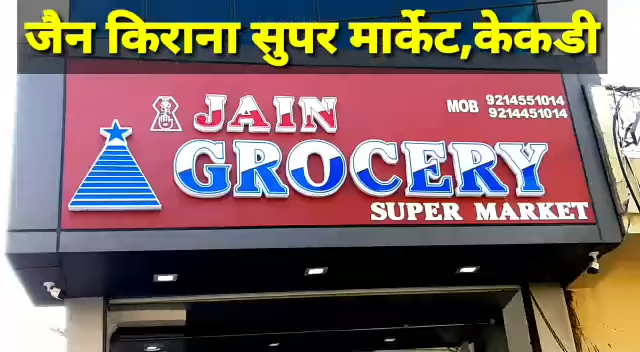 जैन किराना सुपर मार्केट,केकडी
JAIN
MOB 9214551014
9214451014
GROCERY
SUPER MARKET